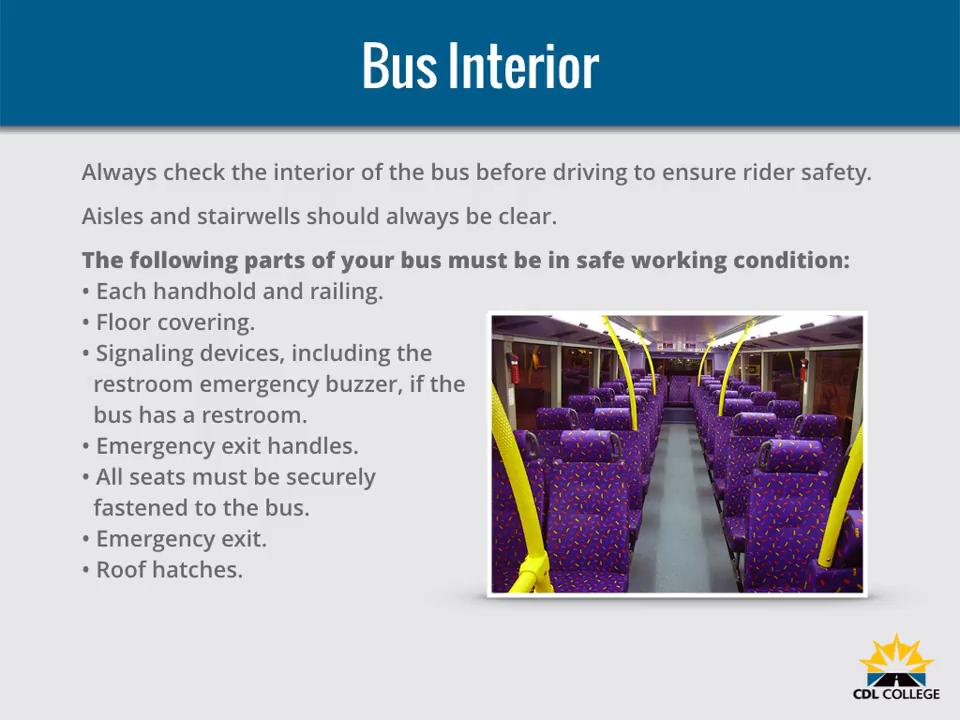 Bus Interior
Always check the interior of the bus before driving to ensure rider safety.
Aisles and stairwells should always be clear.
The following parts of your bus must be in safe working condition:
• Each handhold and railing.
• Floor covering.
• Signaling devices, including the
restroom emergency buzzer, if the
bus has a restroom.
• Emergency exit handles.
• All seats must be securely
fastened to the bus.
• Emergency exit.
• Roof hatches.
CDL COLLEGE